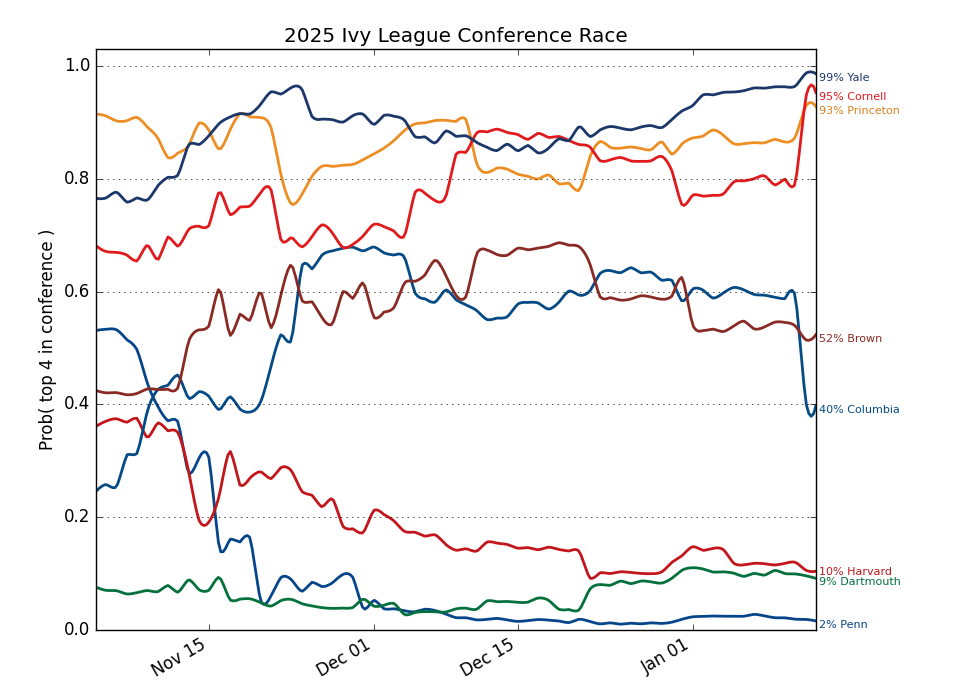 2025 Ivy League Conference Race
Prob( top 4 in conference )
1.0
0.8
0.6
0.4
0.2
0.0
Nov 15
Dec 01
Dec 15
Jan 01
99% Yale
95% Cornell
93% Princeton
52% Brown
40% Columbia
10% Harvard
9% Dartmouth
2% Penn